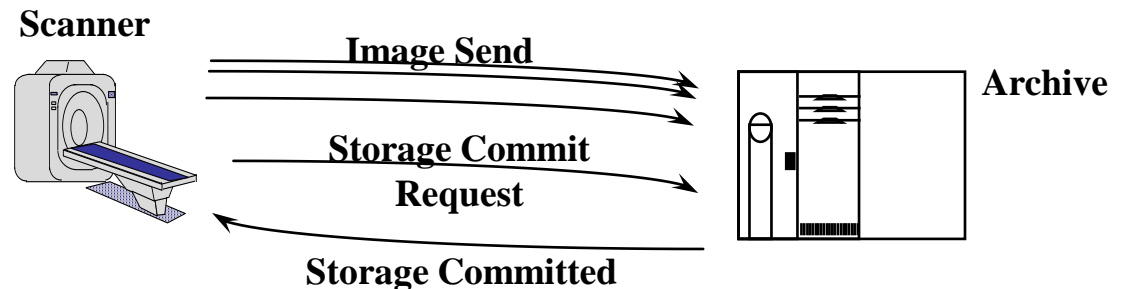 Scanner
Image Send
Archive
Storage Commit
Request
Storage Committed